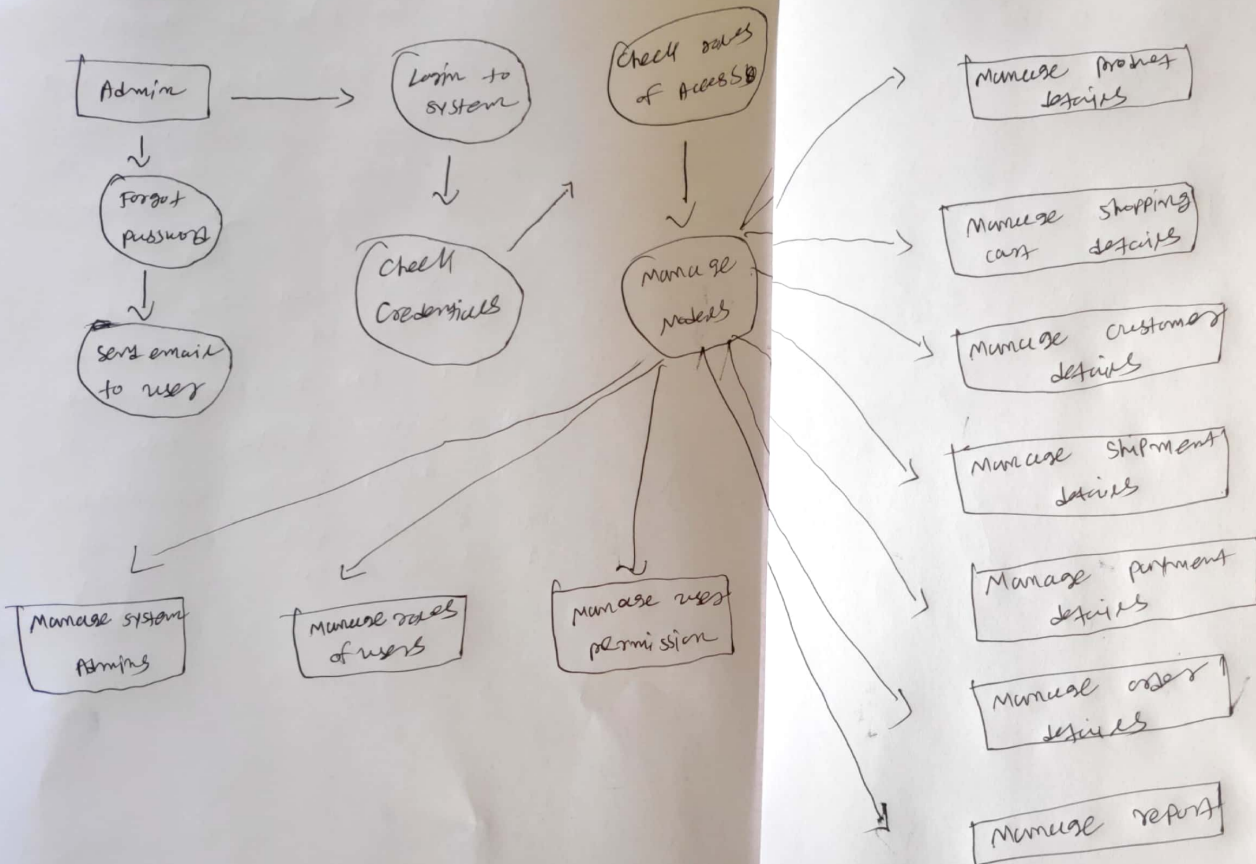 Admin
Login to
system
Check roles
of Access
Forgot
password
Check
Credentials
Send email
to user
Manage
Modules
Manage system
Admins
Manage roles
of users
Manage user
permission
Manage product
details
Manage shopping
cart details
Manage customer
details
Manage shipment
details
Manage
details
Manage order
details
Manage report